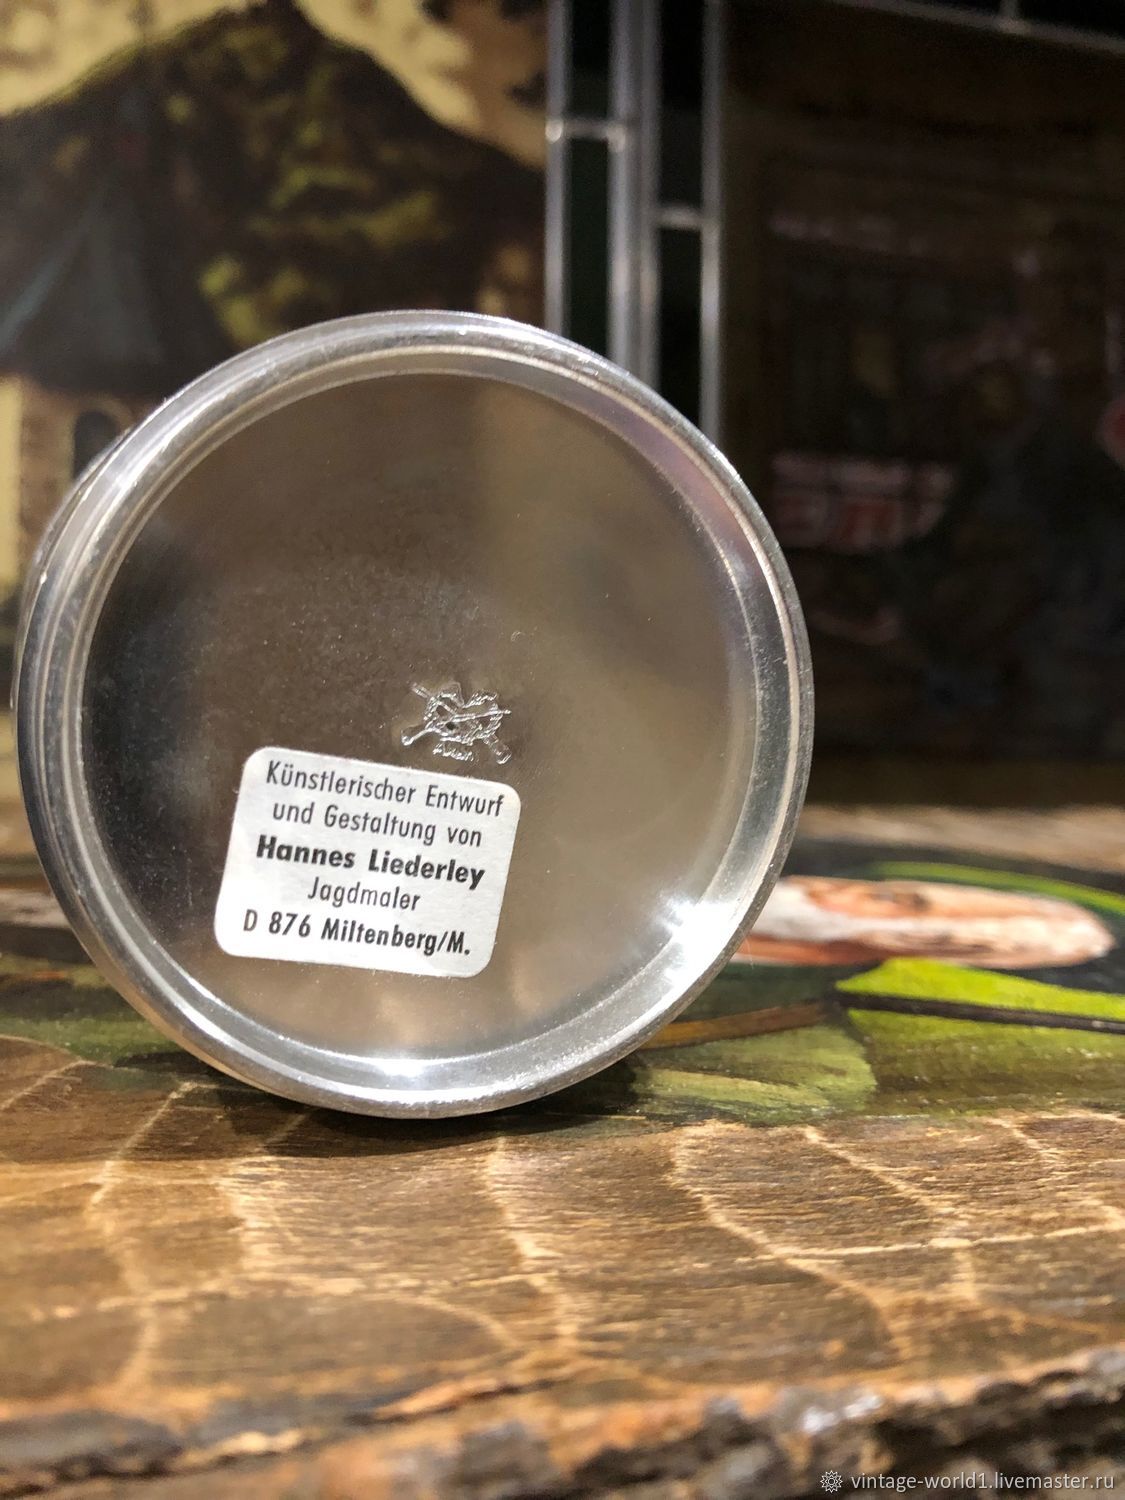 Künstlerischer Entwurf
und Gestaltung von
Hannes Liederley
Jagdmaler
D 876 Miltenberg/M.
vintage-world1.livemaster.ru